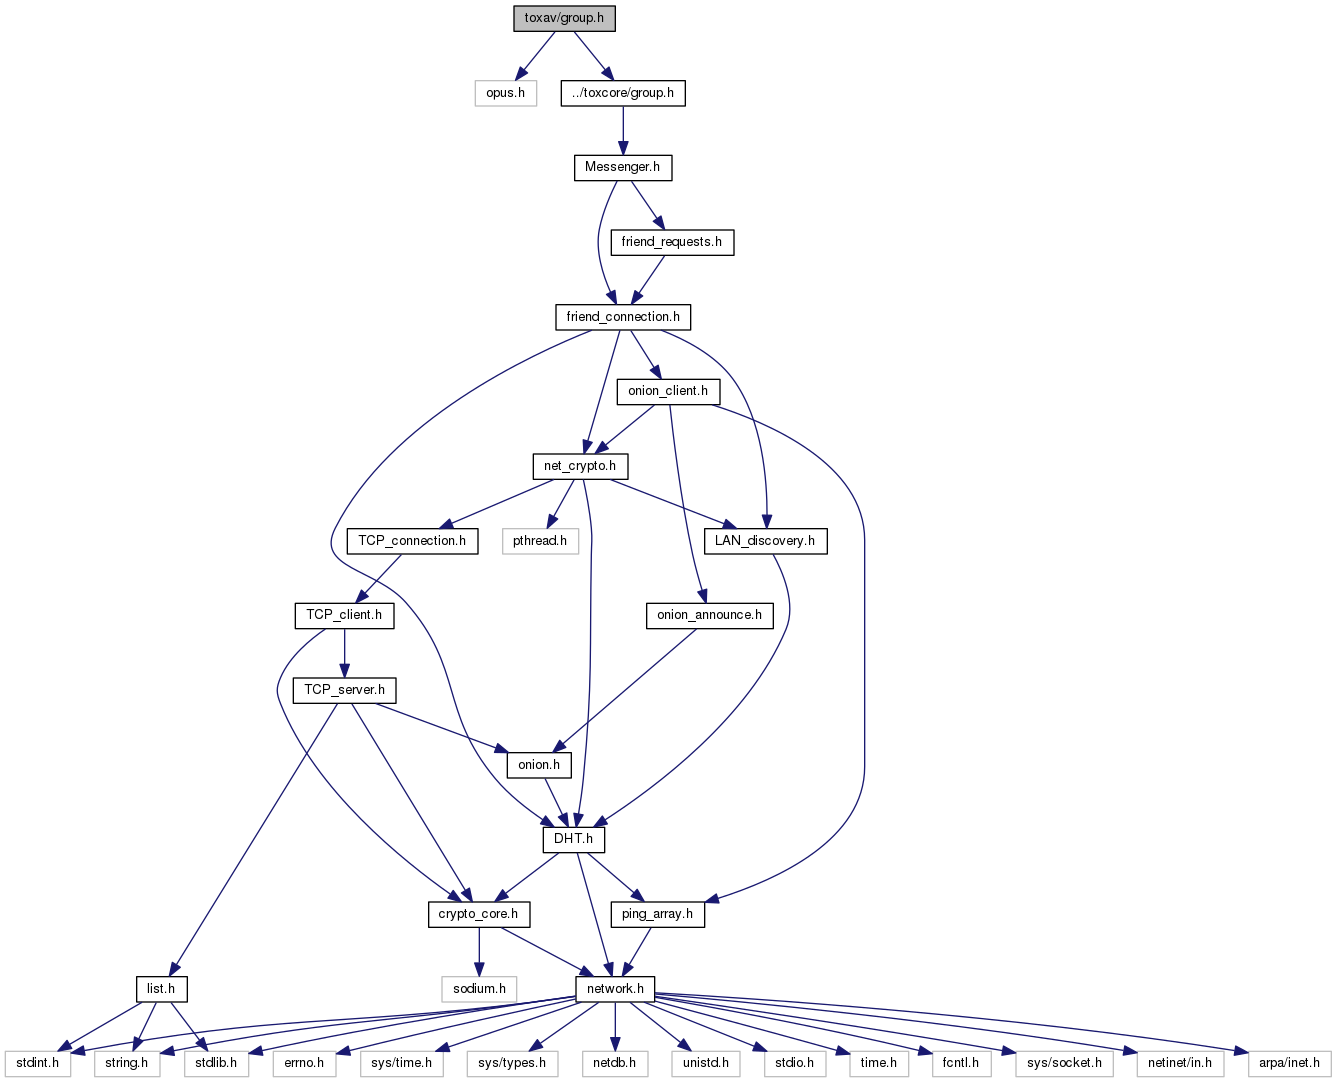 toxav/group.h
opus.h
../toxcore/group.h
Messenger.h
friend_requests.h
friend_connection.h
onion_client.h
net_crypto.h
TCP_connection.h
pthread.h
LAN_discovery.h
TCP_client.h
onion_announce.h
TCP_server.h
onion.h
DHT.h
crypto_core.h
ping_array.h
list.h
sodium.h
network.h
stdint.h
string.h
stdlib.h
errno.h
sys/time.h
sys/types.h
netdb.h
unistd.h
stdio.h
time.h
fcntl.h
sys/socket.h
netinet/in.h
arpa/inet.h